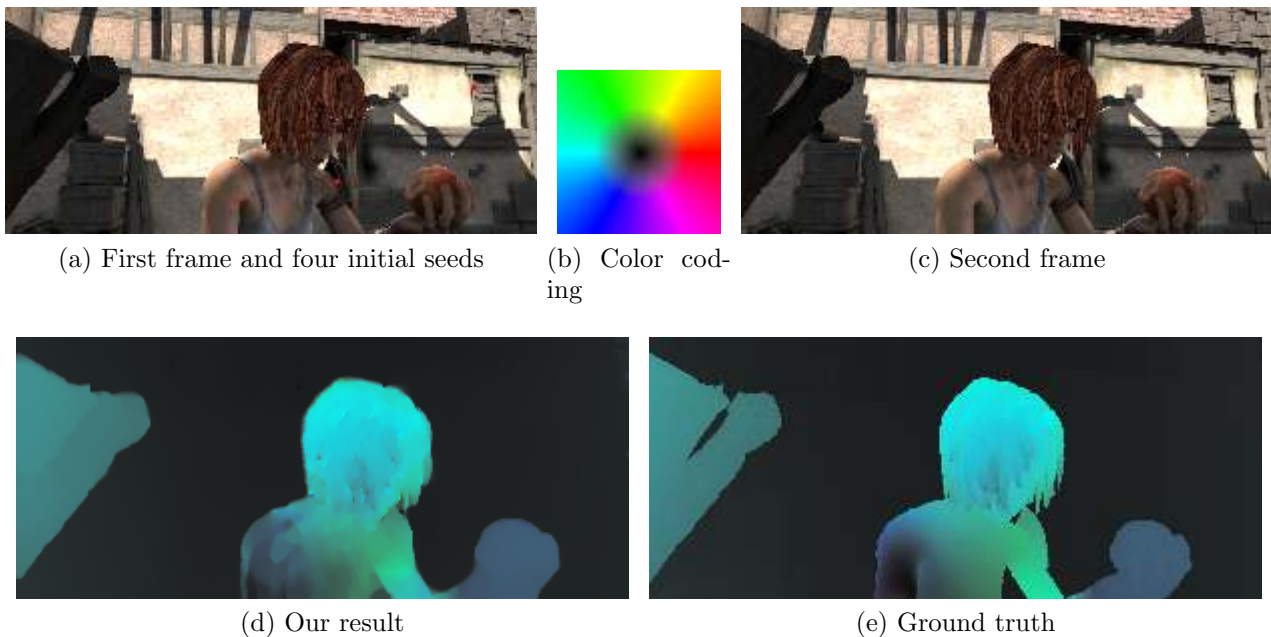 (a) First frame and four initial seeds
(b) Color cod-
ing
(c) Second frame
(d) Our result
(e) Ground truth